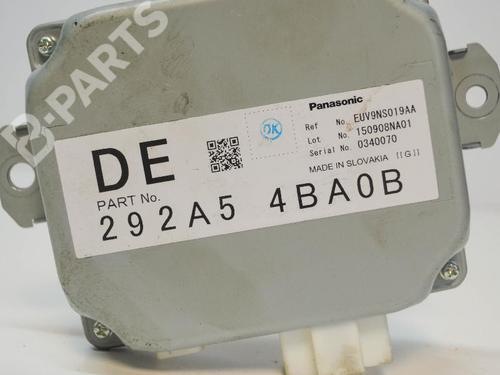 B-PARTS
Panasonic
OK
Ref No. EUV9NS019AA
Lot No. 150908NA01
Serial No. 0340070
MADE IN SLOVAKIA [[G]]
DE
PART No.
292A5 4BA0B